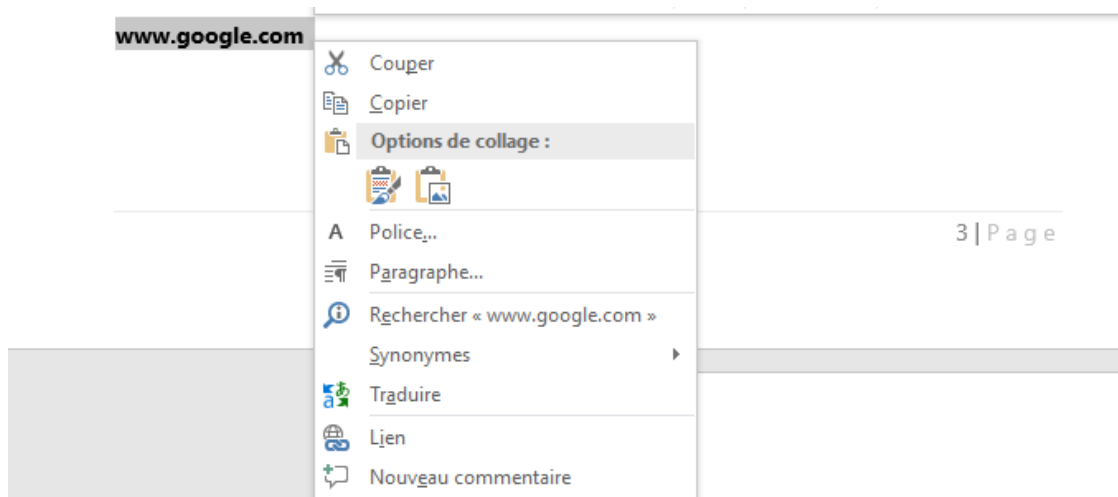 www.google.com
Couper
Copier
Options de collage :
Police...
3 | Page
Paragraphe...
Rechercher « www.google.com »
Synonymes
Traduire
Lien
Nouveau commentaire